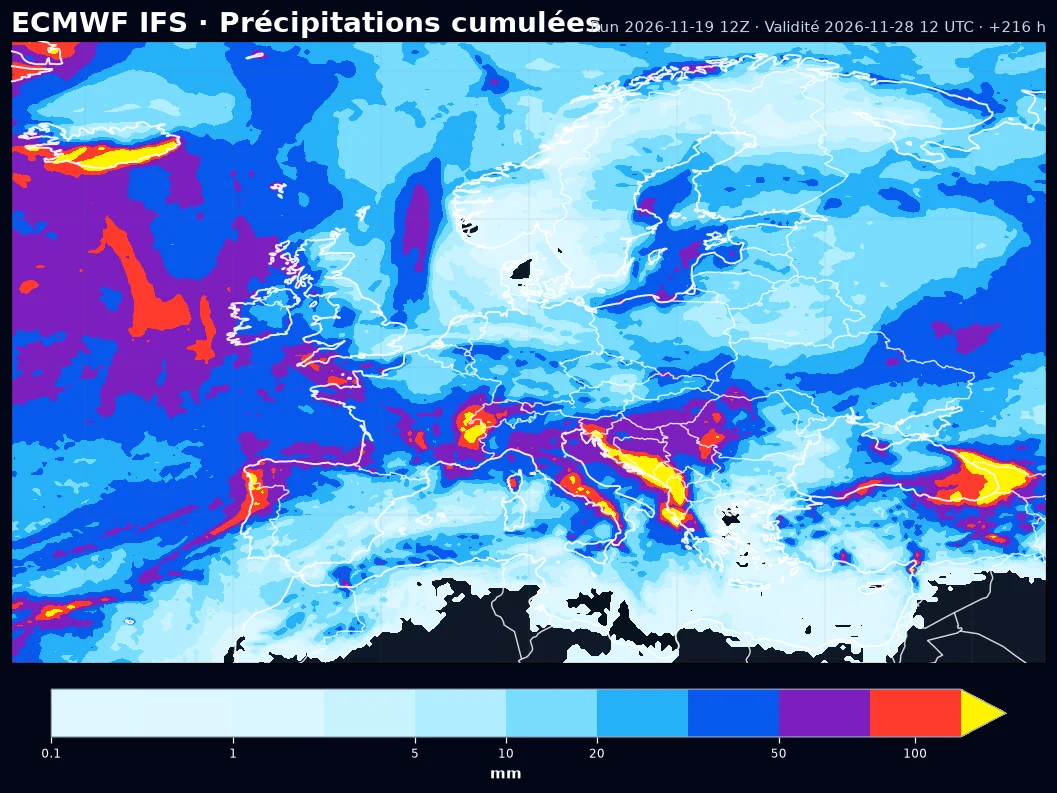 ECMWF IFS · Précipitations cumulées
Run 2026-11-19 12Z · Validité 2026-11-28 12 UTC · +216 h
0.1 1 5 10 20 50 100
mm